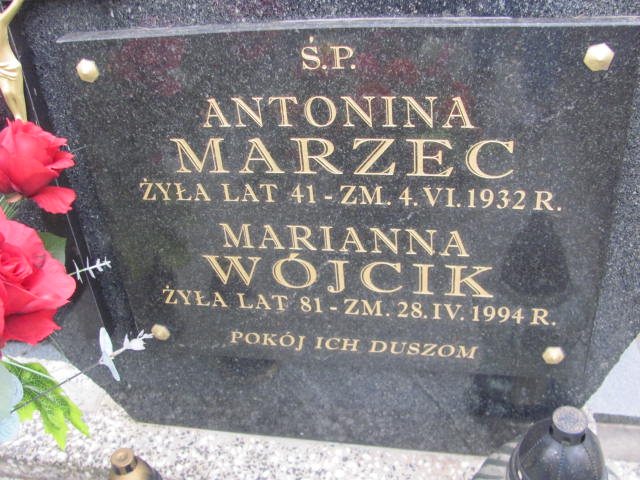 Ś.P.
ANTONINA
MARZEC
ŻYŁA LAT 41 - ZM. 4.VI.1932 R.
MARIANNA
WÓJCIK
ŻYŁA LAT 81 - ZM. 28.IV.1994 R.
POKÓJ ICH DUSZOM